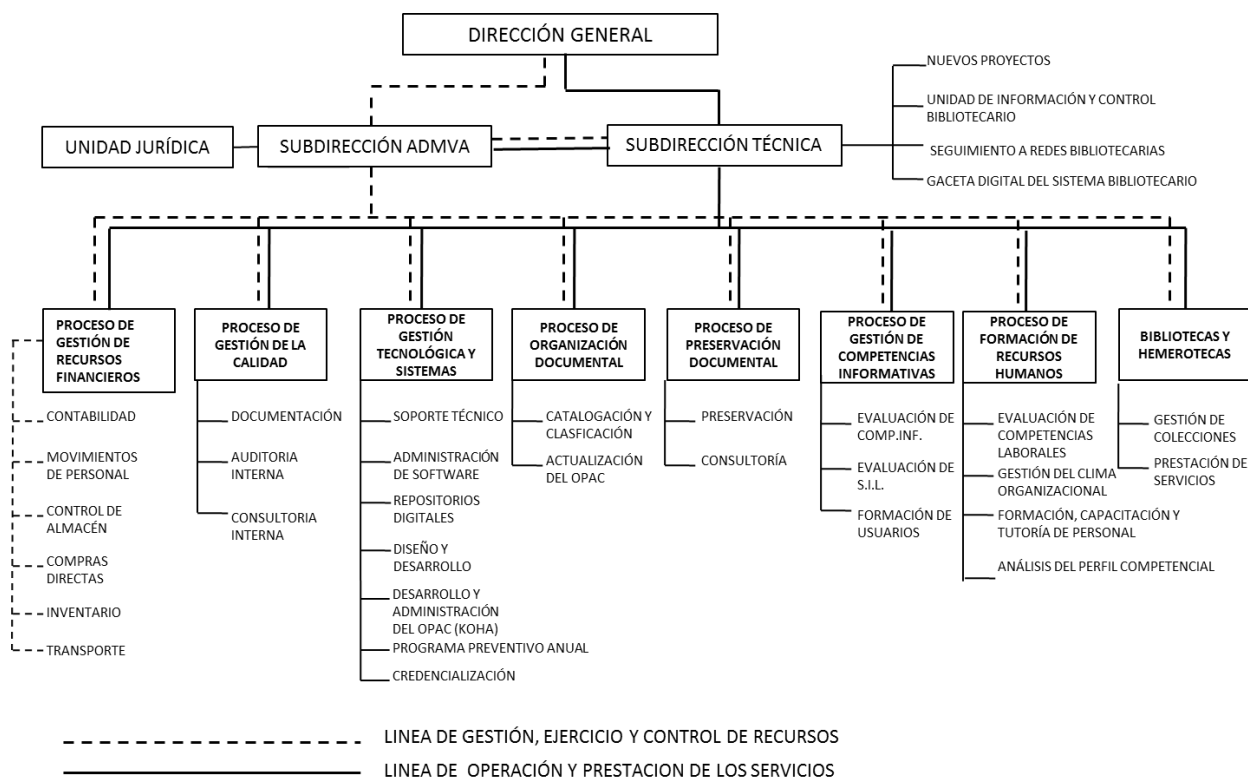 DIRECCIÓN GENERAL
NUEVOS PROYECTOS
UNIDAD DE INFORMACIÓN Y CONTROL
BIBLIOTECARIO
UNIDAD JURÍDICA
SUBDIRECCIÓN ADMVA
SUBDIRECCIÓN TÉCNICA
SEGUIMIENTO A REDES BIBLIOTECARIAS
GACETA DIGITAL DEL SISTEMA BIBLIOTECARIO
PROCESO DE
GESTIÓN DE
RECURSOS
FINANCIEROS
CONTABILIDAD
MOVIMIENTOS
DE PERSONAL
CONTROL DE
ALMACÉN
COMPRAS
DIRECTAS
INVENTARIO
TRANSPORTE
PROCESO DE
GESTIÓN DE LA
CALIDAD
DOCUMENTACIÓN
AUDITORIA
INTERNA
CONSULTORIA
INTERNA
PROCESO DE
GESTIÓN
TECNOLÓGICA Y
SISTEMAS
SOPORTE TÉCNICO
ADMINISTRACIÓN
DE SOFTWARE
REPOSITORIOS
DIGITALES
DISEÑO Y
DESARROLLO
DESARROLLO Y
ADMINISTRACIÓN
DEL OPAC (KOHA)
PROGRAMA PREVENTIVO ANUAL
CREDENCIALIZACIÓN
PROCESO DE
ORGANIZACIÓN
DOCUMENTAL
CATALOGACIÓN Y
CLASFICACIÓN
ACTUALIZACIÓN
DEL OPAC
PROCESO DE
PRESERVACIÓN
DOCUMENTAL
PRESERVACIÓN
CONSULTORÍA
PROCESO DE
GESTIÓN DE
COMPETENCIAS
INFORMATIVAS
EVALUACIÓN DE
COMP.INF.
EVALUACIÓN DE
S.I.L.
FORMACIÓN DE
USUARIOS
PROCESO DE
FORMACIÓN DE
RECURSOS
HUMANOS
EVALUACIÓN DE
COMPETENCIAS
LABORALES
GESTIÓN DEL CLIMA
ORGANIZACIONAL
FORMACIÓN, CAPACITACIÓN Y
TUTORÍA DE PERSONAL
ANÁLISIS DEL PERFIL COMPETENCIAL
BIBLIOTECAS Y
HEMEROTECAS
GESTIÓN DE
COLECCIONES
PRESTACIÓN DE
SERVICIOS
LINEA DE GESTIÓN, EJERCICIO Y CONTROL DE RECURSOS
LINEA DE OPERACIÓN Y PRESTACION DE LOS SERVICIOS